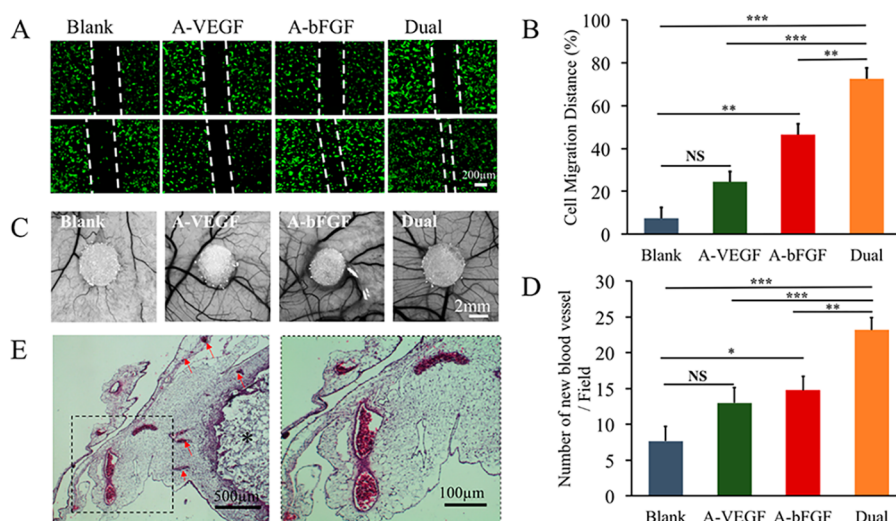 A
Blank A-VEGF A-bFGF Dual
200μm
B
Cell Migration Distance (%)
100
80
60
40
20
0
***
***
**
**
NS
Blank A-VEGF A-bFGF Dual
C
Blank A-VEGF A-bFGF Dual
2mm
D
Number of new blood vessel
/ Field
30
25
20
15
10
5
0
***
***
**
*
NS
Blank A-VEGF A-bFGF Dual
E
*
500μm
100μm